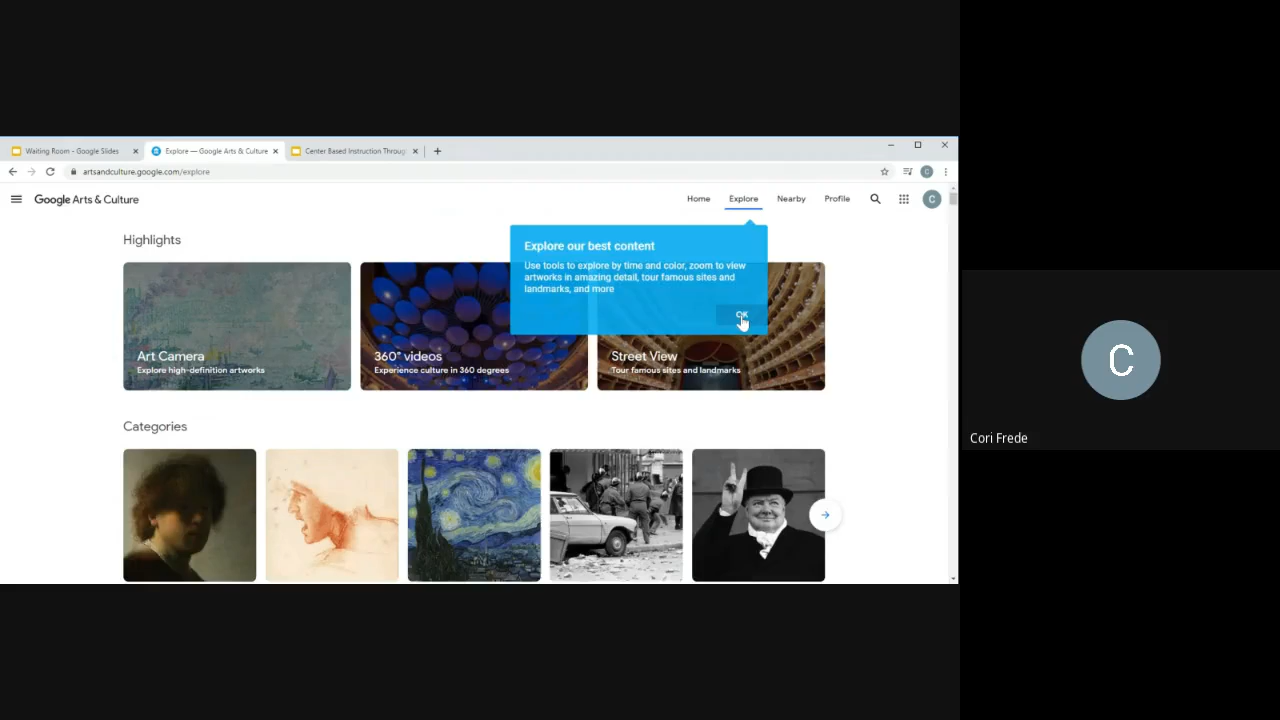 Waiting Room - Google Slides
Explore — Google Arts & Culture
Center Based Instruction Throug
artsandculture.google.com/explore
C
Google Arts & Culture
Home
Explore
Nearby
Profile
C
Highlights
Explore our best content
Use tools to explore by time and color, zoom to view
artworks in amazing detail, tour famous sites and
landmarks, and more
OK
Art Camera
Explore high-definition artworks
360° videos
Experience culture in 360 degrees
Street View
Tour famous sites and landmarks
Categories
C
Cori Frede